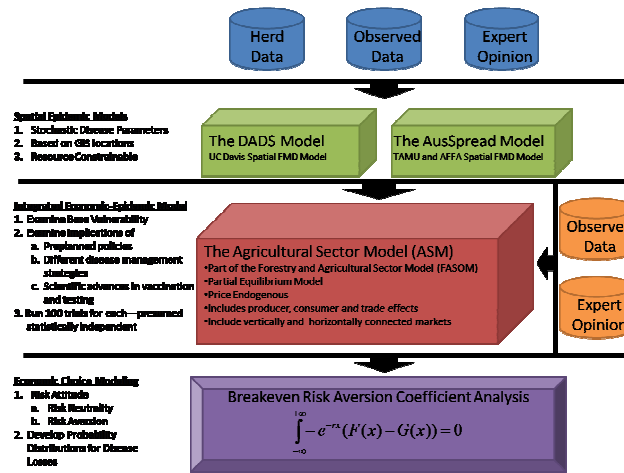 Herd
Data
Observed
Data
Expert
Opinion
Spatial Epidemic Models
1. Stochastic Disease Parameters
2. Based on GIS locations
3. Resource Constrainable
The DADS Model
UC Davis Spatial FMD Model
The AusSpread Model
TAMU and AFFA Spatial FMD Model
Integrated Economic-Epidemic Model
1. Examine Base Vulnerability
2. Examine Implications of
a. Preplanned policies
b. Different disease management
strategies
c. Scientific advances in vaccination
and testing
3. Run 100 trials for each—presumed
statistically independent
The Agricultural Sector Model (ASM)
•Part of the Forestry and Agricultural Sector Model (FASOM)
•Partial Equilibrium Model
•Price Endogenous
•Includes producer, consumer and trade effects
•Include vertically and horizontally connected markets
Observed
Data
Expert
Opinion
Economic Choice Modeling
1. Risk Attitude
a. Risk Neutrality
b. Risk Aversion
2. Develop Probability
Distributions for Disease
Losses
Breakeven Risk Aversion Coefficient Analysis
+∞
∫ − e^{−rx} (F(x) − G(x)) = 0
−∞